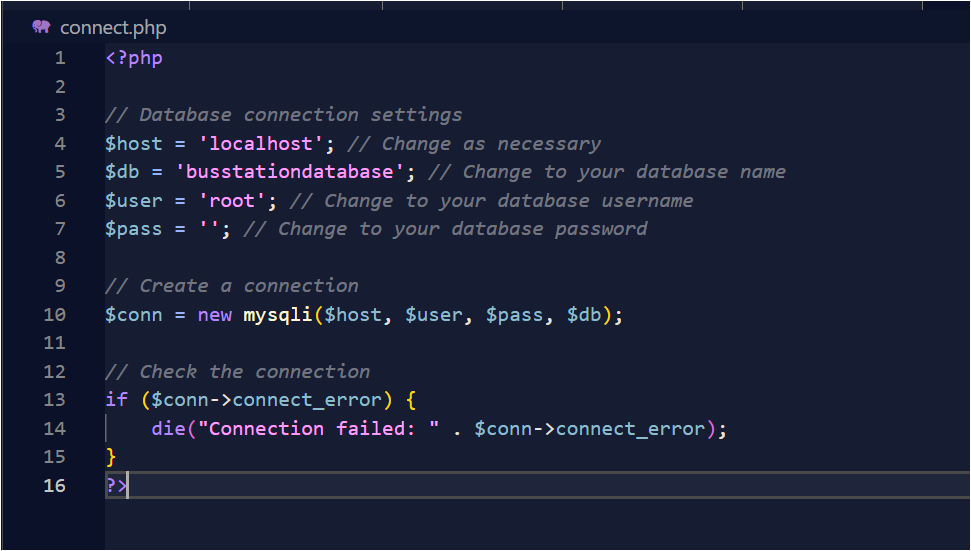 connect.php
1 <?php
2
3 // Database connection settings
4 $host = 'localhost'; // Change as necessary
5 $db = 'busstationdatabase'; // Change to your database name
6 $user = 'root'; // Change to your database username
7 $pass = ''; // Change to your database password
8
9 // Create a connection
10 $conn = new mysqli($host, $user, $pass, $db);
11
12 // Check the connection
13 if ($conn->connect_error) {
14     die("Connection failed: " . $conn->connect_error);
15 }
16 ?>